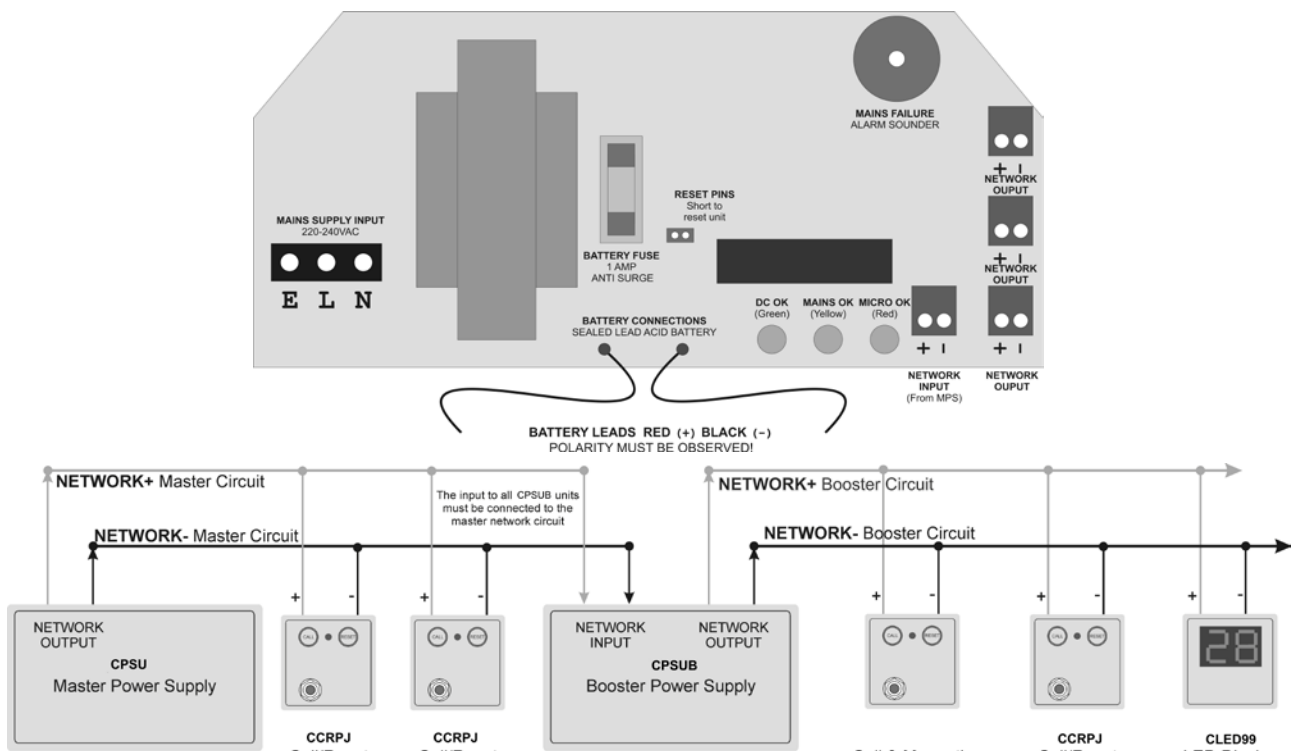 MAINS FAILURE
ALARM SOUNDER
+ −
NETWORK
OUPUT
RESET PINS
Short to
reset unit
MAINS SUPPLY INPUT
220-240VAC
E L N
BATTERY FUSE
1 AMP
ANTI SURGE
+ −
NETWORK
OUPUT
DC OK
(Green)
MAINS OK
(Yellow)
MICRO OK
(Red)
BATTERY CONNECTIONS
SEALED LEAD ACID BATTERY
+ −
NETWORK
INPUT
(From MPS)
+ −
NETWORK
OUPUT
BATTERY LEADS RED (+) BLACK (−)
POLARITY MUST BE OBSERVED!
NETWORK+ Master Circuit
The input to all CPSUB units
must be connected to the
master network circuit
NETWORK+ Booster Circuit
NETWORK- Master Circuit
NETWORK- Booster Circuit
+ -
+ -
+ -
+ -
+ -
NETWORK
OUTPUT
CPSU
Master Power Supply
CALL RESET
CALL RESET
NETWORK
INPUT
NETWORK
OUTPUT
CPSUB
Booster Power Supply
CALL RESET
CALL RESET
28
CCRPJ
CCRPJ
CCRPJ
CLED99